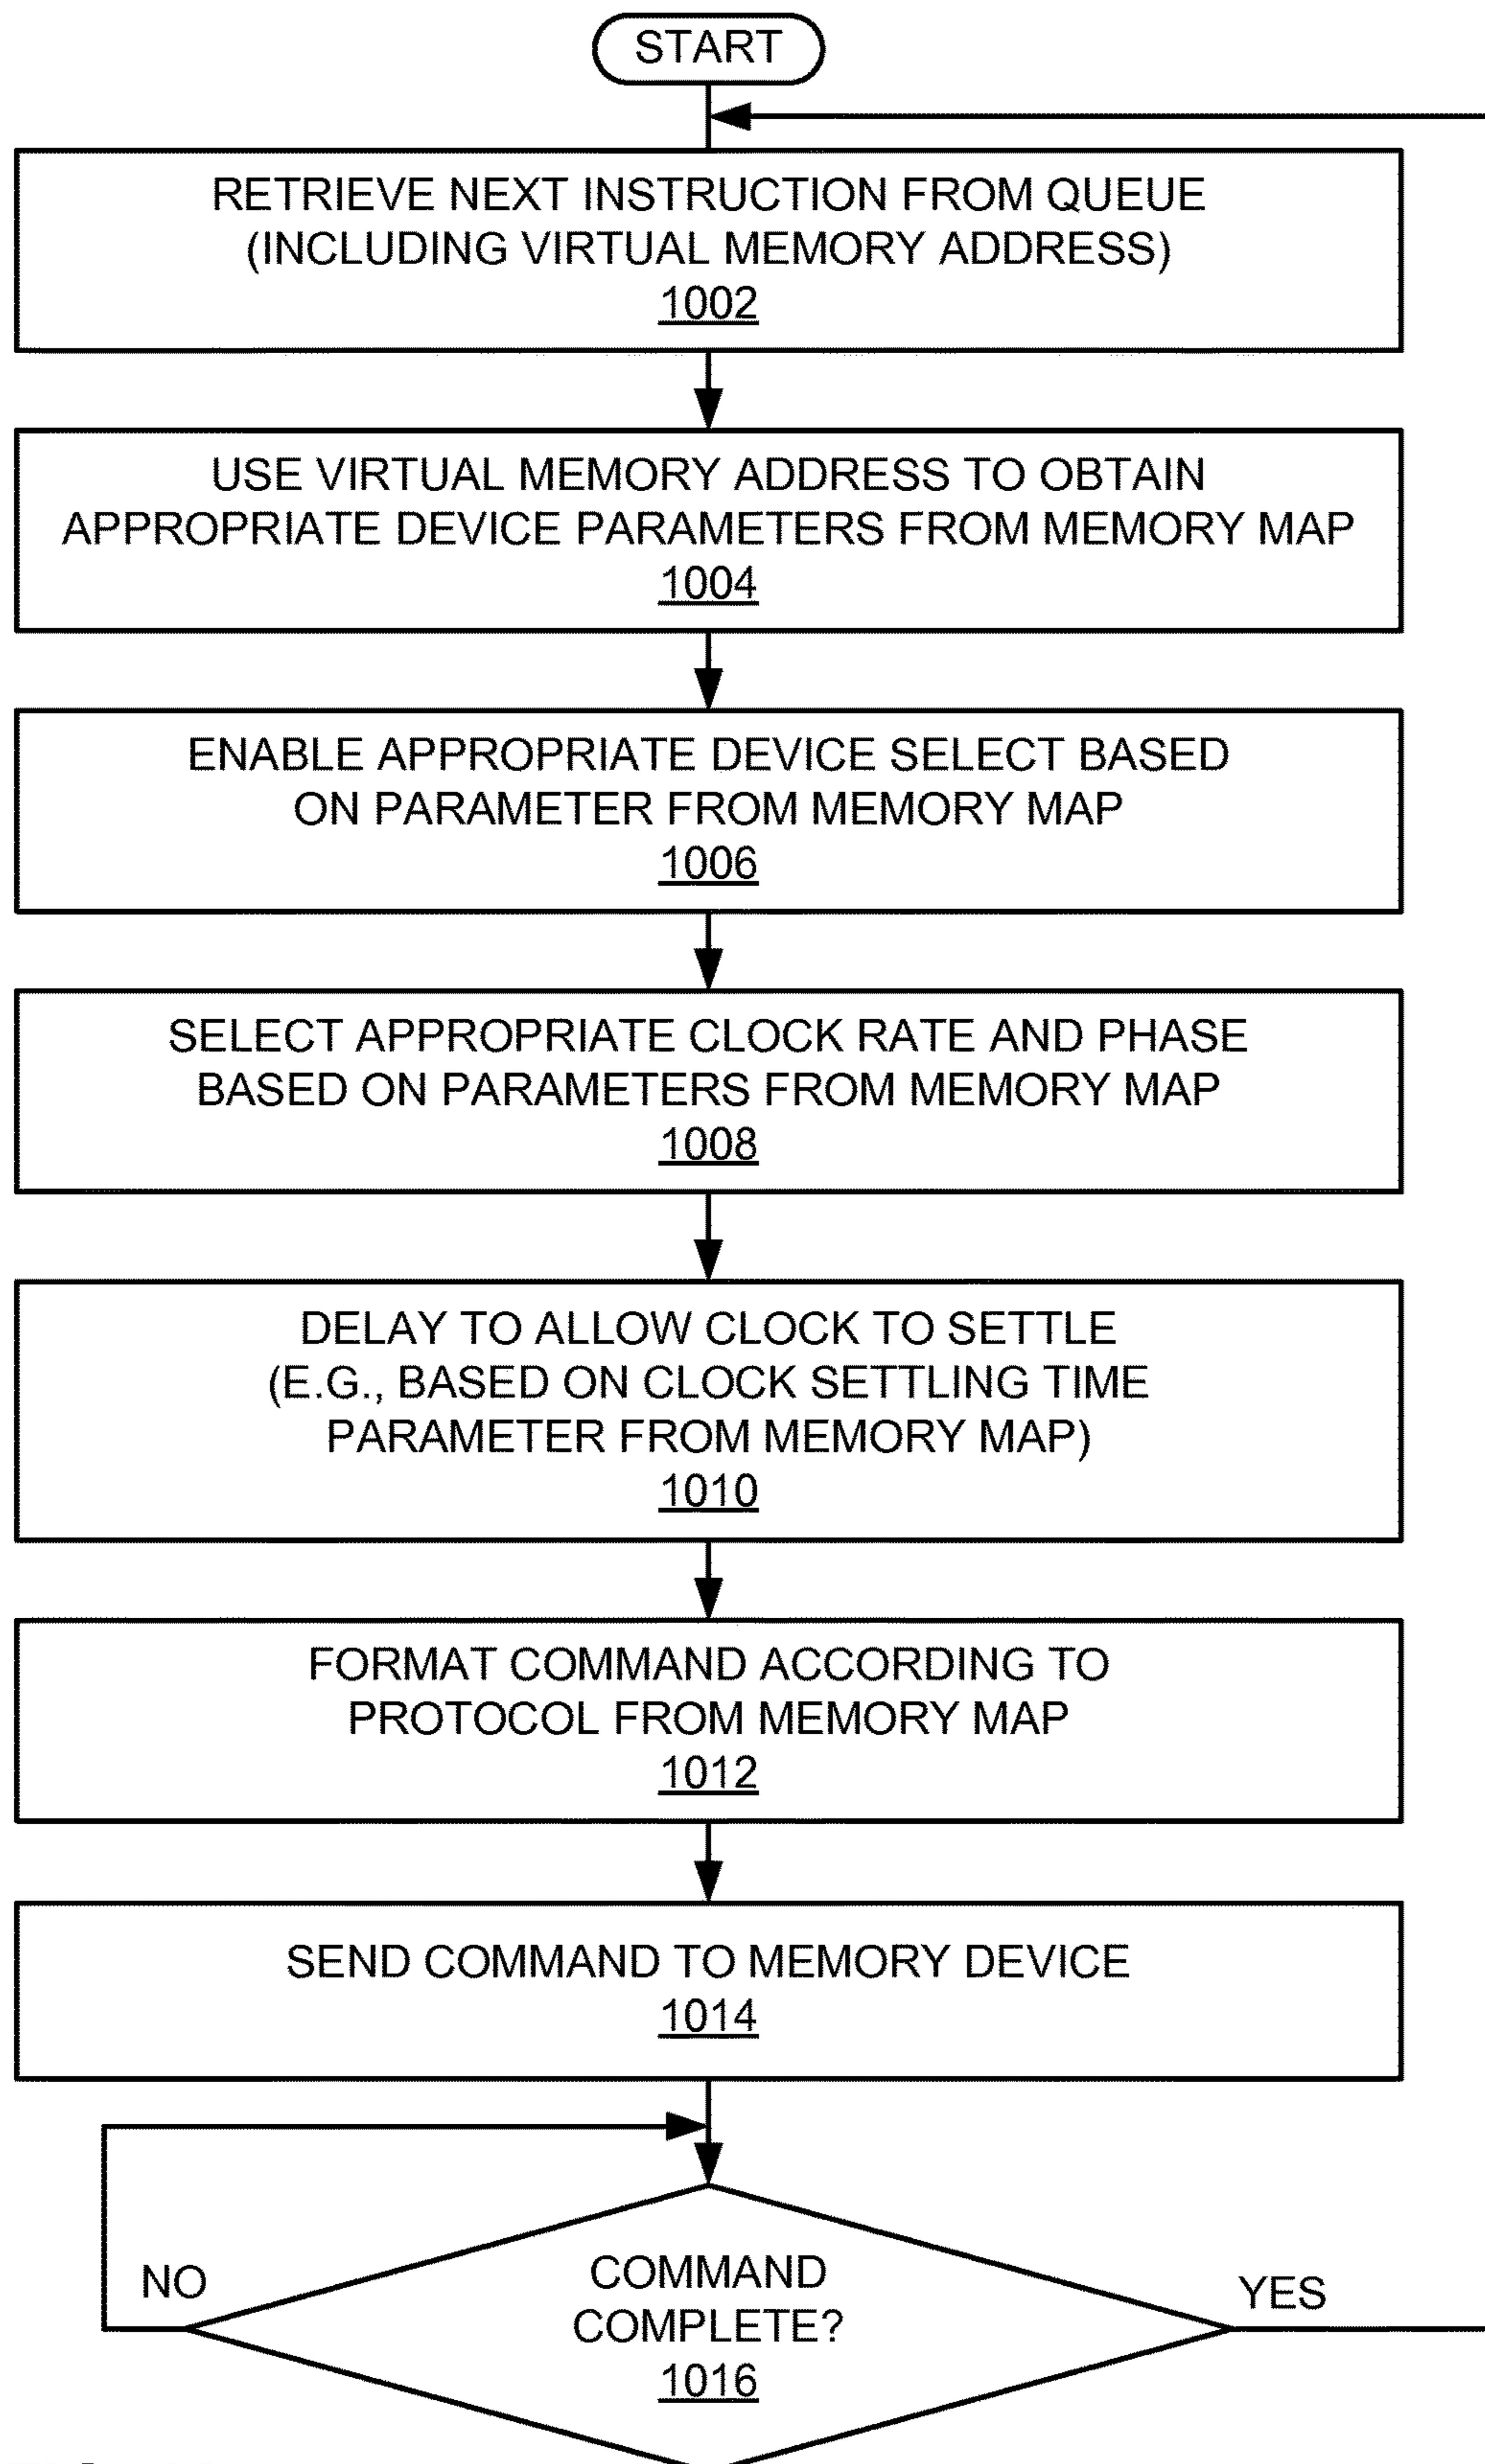 START
RETRIEVE NEXT INSTRUCTION FROM QUEUE
(INCLUDING VIRTUAL MEMORY ADDRESS)
1002
USE VIRTUAL MEMORY ADDRESS TO OBTAIN
APPROPRIATE DEVICE PARAMETERS FROM MEMORY MAP
1004
ENABLE APPROPRIATE DEVICE SELECT BASED
ON PARAMETER FROM MEMORY MAP
1006
SELECT APPROPRIATE CLOCK RATE AND PHASE
BASED ON PARAMETERS FROM MEMORY MAP
1008
DELAY TO ALLOW CLOCK TO SETTLE
(E.G., BASED ON CLOCK SETTLING TIME
PARAMETER FROM MEMORY MAP)
1010
FORMAT COMMAND ACCORDING TO
PROTOCOL FROM MEMORY MAP
1012
SEND COMMAND TO MEMORY DEVICE
1014
NO
COMMAND
COMPLETE?
1016
YES